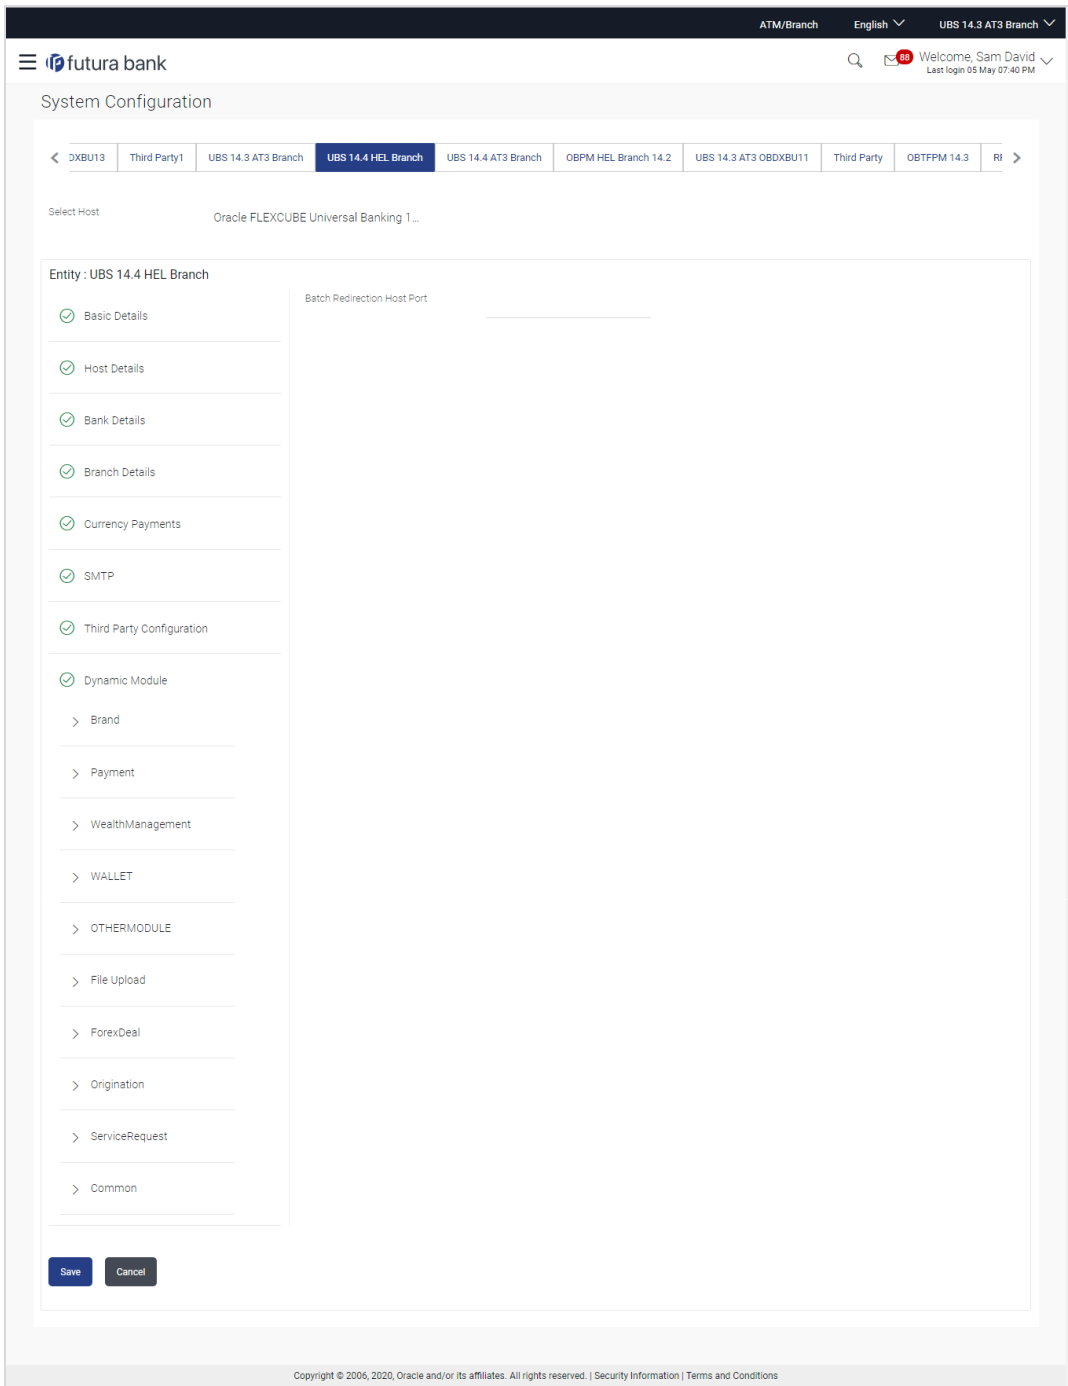 ATM/Branch English UBS 14.3 AT3 Branch
futura bank 88 Welcome, Sam David
Last login 05 May 07:40 PM
System Configuration
DXBU13 Third Party1 UBS 14.3 AT3 Branch UBS 14.4 HEL Branch UBS 14.4 AT3 Branch OBPM HEL Branch 14.2 UBS 14.3 AT3 OBDXBU11 Third Party OBTFPM 14.3
Select Host Oracle FLEXCUBE Universal Banking 1...
Entity : UBS 14.4 HEL Branch
Batch Redirection Host Port
Basic Details
Host Details
Bank Details
Branch Details
Currency Payments
SMTP
Third Party Configuration
Dynamic Module
Brand
Payment
WealthManagement
WALLET
OTHERMODULE
File Upload
ForexDeal
Origination
ServiceRequest
Common
Save Cancel
Copyright © 2006, 2020, Oracle and/or its affiliates. All rights reserved. | Security Information | Terms and Conditions